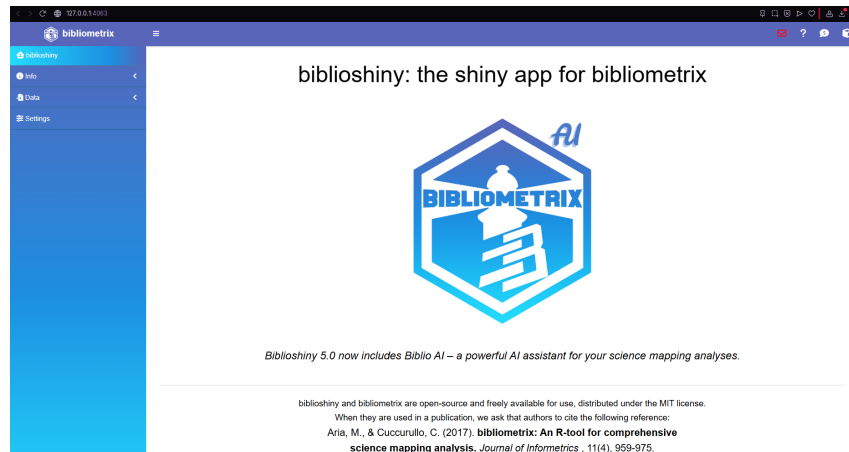 127.0.0.1:4063
bibliometrix
biblioshiny
Info
Data
Settings
biblioshiny: the shiny app for bibliometrix
AI
BIBLIOMETRIX
Biblioshiny 5.0 now includes Biblio AI – a powerful AI assistant for your science mapping analyses.
biblioshiny and bibliometrix are open-source and freely available for use, distributed under the MIT license.
When they are used in a publication, we ask that authors to cite the following reference:
Aria, M., & Cuccurullo, C. (2017). bibliometrix: An R-tool for comprehensive
science mapping analysis, Journal of Informetrics , 11(4), 959-975.